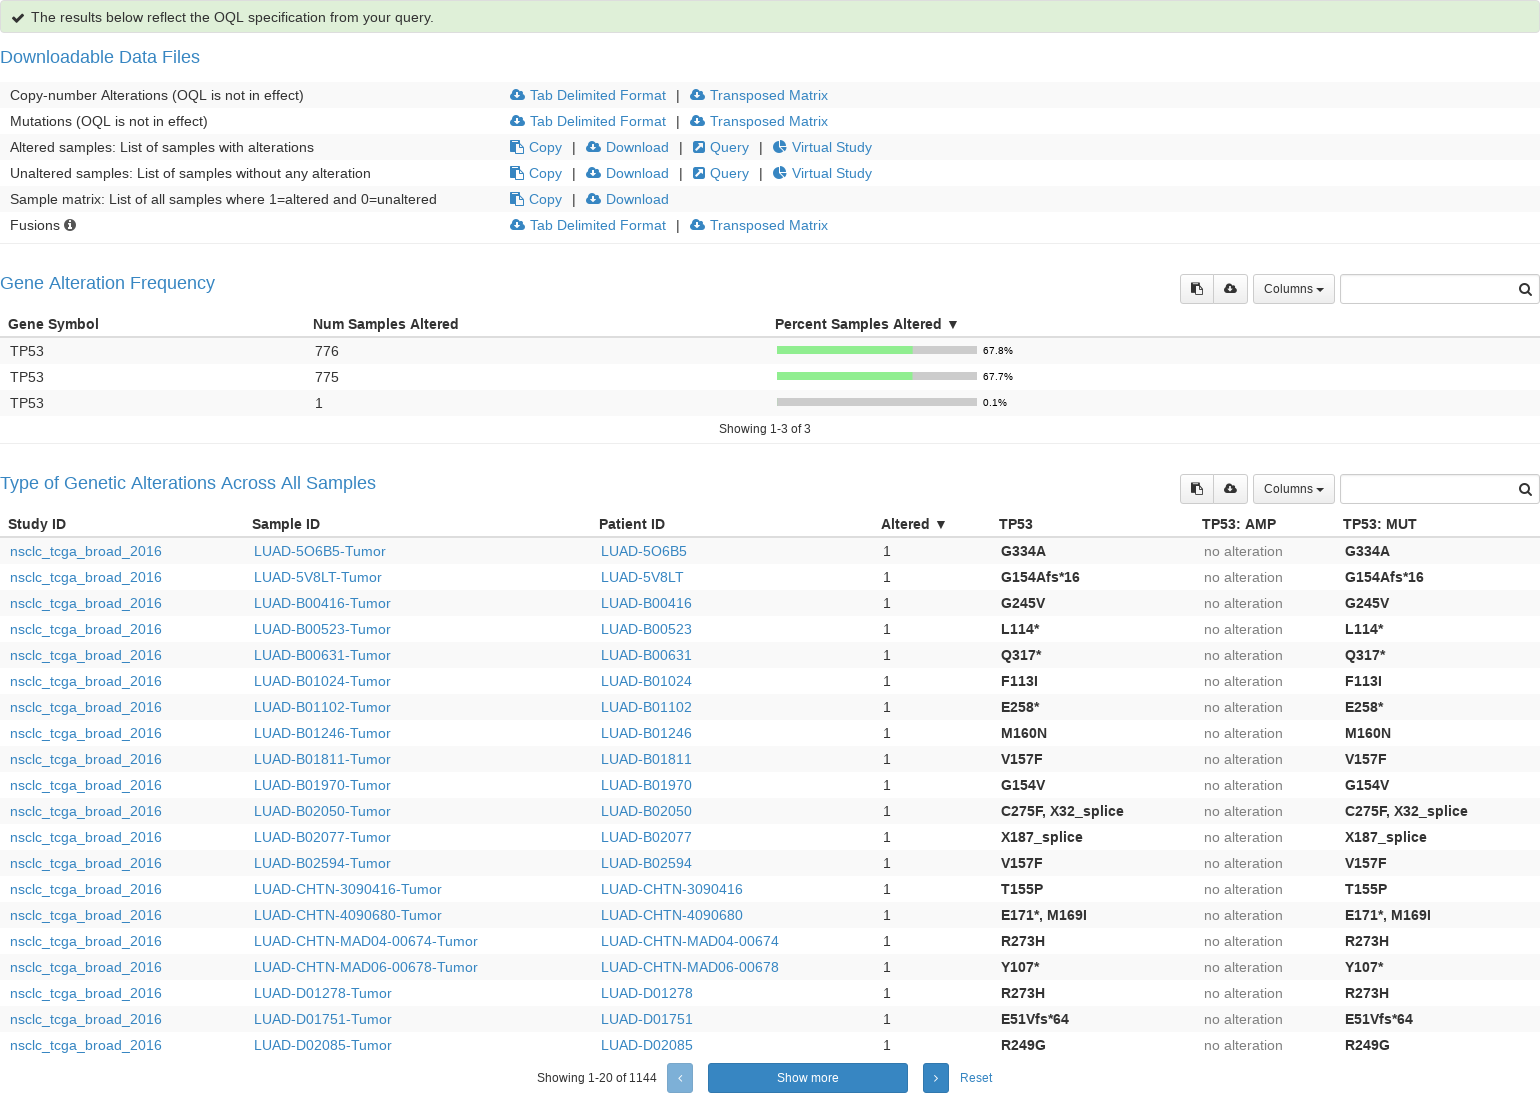 The results below reflect the OQL specification from your query.
Downloadable Data Files
Copy-number Alterations (OQL is not in effect) Tab Delimited Format | Transposed Matrix
Mutations (OQL is not in effect) Tab Delimited Format | Transposed Matrix
Altered samples: List of samples with alterations Copy | Download | Query | Virtual Study
Unaltered samples: List of samples without any alteration Copy | Download | Query | Virtual Study
Sample matrix: List of all samples where 1=altered and 0=unaltered Copy | Download
Fusions Tab Delimited Format | Transposed Matrix
Gene Alteration Frequency Columns
Gene Symbol Num Samples Altered Percent Samples Altered ▼
TP53 776 67.8%
TP53 775 67.7%
TP53 1 0.1%
Showing 1-3 of 3
Type of Genetic Alterations Across All Samples Columns
Study ID Sample ID Patient ID Altered ▼ TP53 TP53: AMP TP53: MUT
nsclc_tcga_broad_2016 LUAD-5O6B5-Tumor LUAD-5O6B5 1 G334A no alteration G334A
nsclc_tcga_broad_2016 LUAD-5V8LT-Tumor LUAD-5V8LT 1 G154Afs*16 no alteration G154Afs*16
nsclc_tcga_broad_2016 LUAD-B00416-Tumor LUAD-B00416 1 G245V no alteration G245V
nsclc_tcga_broad_2016 LUAD-B00523-Tumor LUAD-B00523 1 L114* no alteration L114*
nsclc_tcga_broad_2016 LUAD-B00631-Tumor LUAD-B00631 1 Q317* no alteration Q317*
nsclc_tcga_broad_2016 LUAD-B01024-Tumor LUAD-B01024 1 F113I no alteration F113I
nsclc_tcga_broad_2016 LUAD-B01102-Tumor LUAD-B01102 1 E258* no alteration E258*
nsclc_tcga_broad_2016 LUAD-B01246-Tumor LUAD-B01246 1 M160N no alteration M160N
nsclc_tcga_broad_2016 LUAD-B01811-Tumor LUAD-B01811 1 V157F no alteration V157F
nsclc_tcga_broad_2016 LUAD-B01970-Tumor LUAD-B01970 1 G154V no alteration G154V
nsclc_tcga_broad_2016 LUAD-B02050-Tumor LUAD-B02050 1 C275F, X32_splice no alteration C275F, X32_splice
nsclc_tcga_broad_2016 LUAD-B02077-Tumor LUAD-B02077 1 X187_splice no alteration X187_splice
nsclc_tcga_broad_2016 LUAD-B02594-Tumor LUAD-B02594 1 V157F no alteration V157F
nsclc_tcga_broad_2016 LUAD-CHTN-3090416-Tumor LUAD-CHTN-3090416 1 T155P no alteration T155P
nsclc_tcga_broad_2016 LUAD-CHTN-4090680-Tumor LUAD-CHTN-4090680 1 E171*, M169I no alteration E171*, M169I
nsclc_tcga_broad_2016 LUAD-CHTN-MAD04-00674-Tumor LUAD-CHTN-MAD04-00674 1 R273H no alteration R273H
nsclc_tcga_broad_2016 LUAD-CHTN-MAD06-00678-Tumor LUAD-CHTN-MAD06-00678 1 Y107* no alteration Y107*
nsclc_tcga_broad_2016 LUAD-D01278-Tumor LUAD-D01278 1 R273H no alteration R273H
nsclc_tcga_broad_2016 LUAD-D01751-Tumor LUAD-D01751 1 E51Vfs*64 no alteration E51Vfs*64
nsclc_tcga_broad_2016 LUAD-D02085-Tumor LUAD-D02085 1 R249G no alteration R249G
Showing 1-20 of 1144 ‹ Show more › Reset